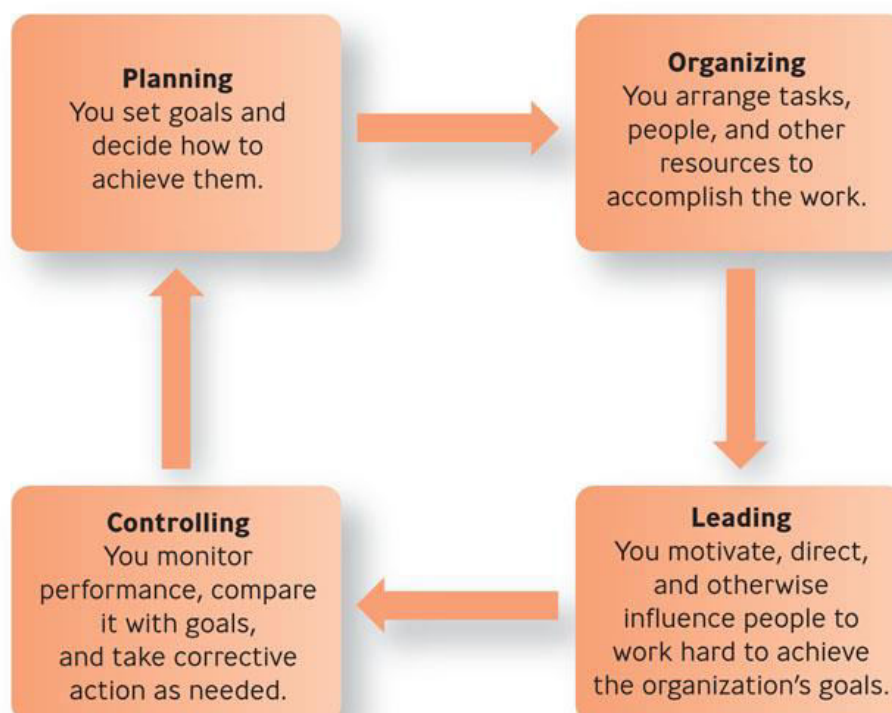 Planning
You set goals and
decide how to
achieve them.
Organizing
You arrange tasks,
people, and other
resources to
accomplish the work.
Leading
You motivate, direct,
and otherwise
influence people to
work hard to achieve
the organization's goals.
Controlling
You monitor
performance, compare
it with goals,
and take corrective
action as needed.